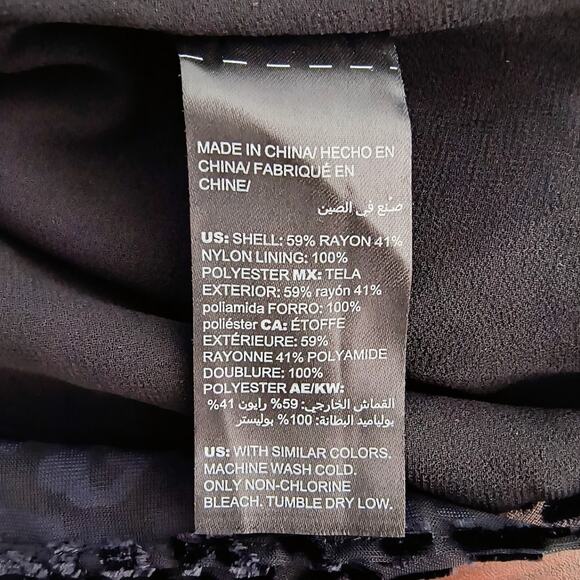 MADE IN CHINA/ HECHO EN
CHINA/ FABRIQUÉ EN
CHINE/
صنع في الصين
US: SHELL: 59% RAYON 41%
NYLON LINING: 100%
POLYESTER MX: TELA
EXTERIOR: 59% rayón 41%
poliamida FORRO: 100%
poliéster CA: ÉTOFFE
EXTÉRIEURE: 59%
RAYONNE 41% POLYAMIDE
DOUBLURE: 100%
POLYESTER AE/KW:
القماش الخارجي: 59% رايون 41%
بولياميد البطانة: 100% بوليستر
US: WITH SIMILAR COLORS.
MACHINE WASH COLD.
ONLY NON-CHLORINE
BLEACH. TUMBLE DRY LOW.